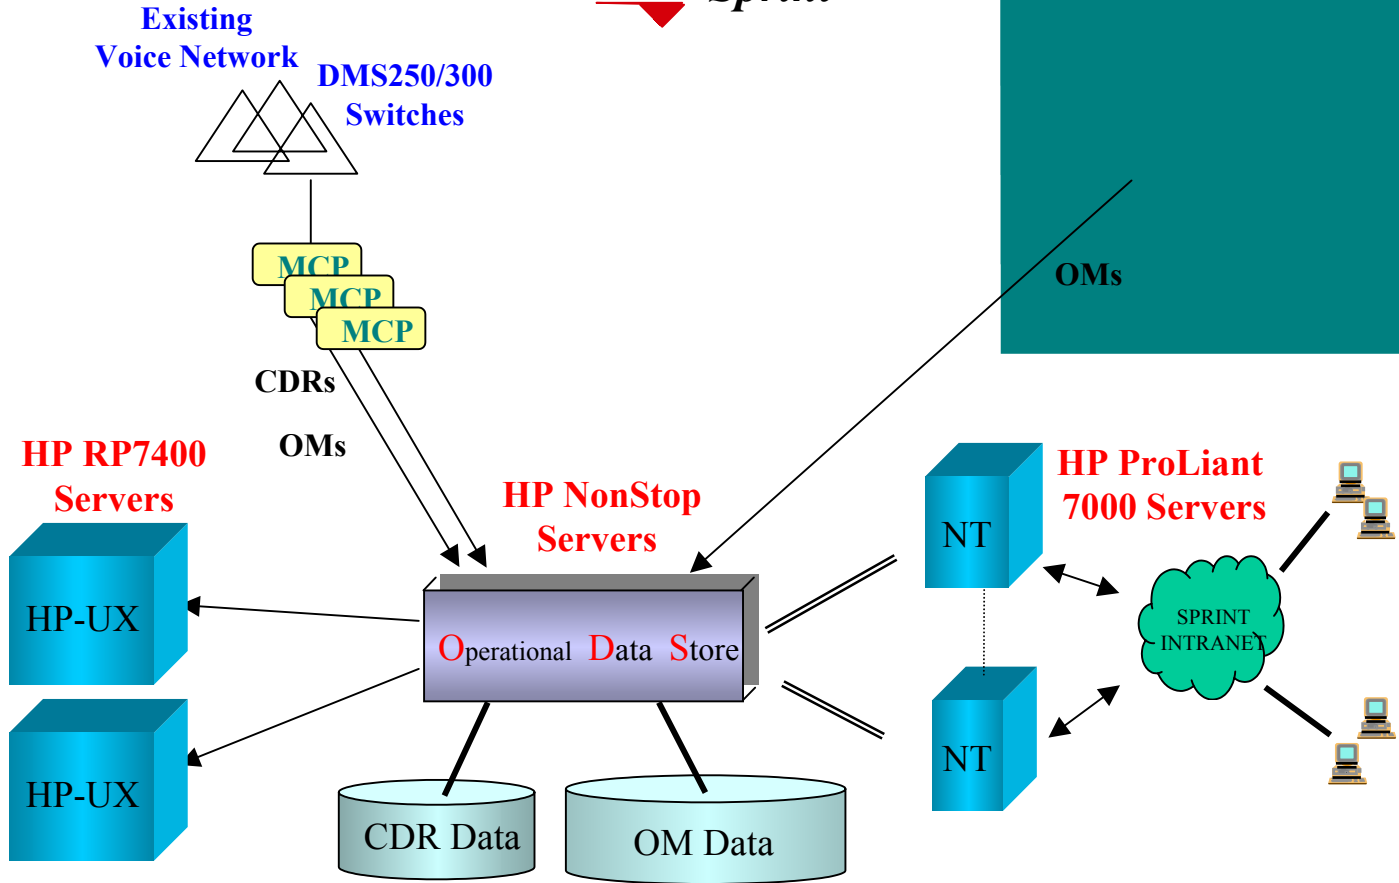 Sprint
Existing
Voice Network
DMS250/300
Switches
MCP
MCP
MCP
CDRs
OMs
OMs
HP RP7400
Servers
HP NonStop
Servers
HP ProLiant
7000 Servers
HP-UX
HP-UX
Operational Data Store
NT
NT
SPRINT
INTRANET
CDR Data
OM Data